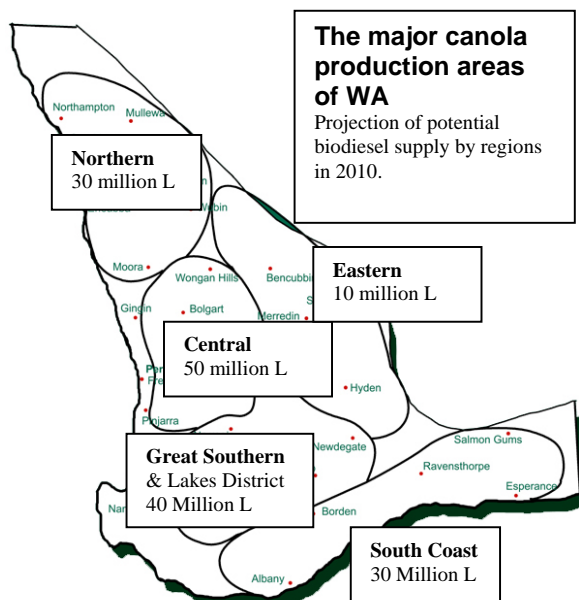 The major canola
production areas
of WA
Projection of potential
biodiesel supply by regions
in 2010.
Northampton
Mullewa
Northern
30 million L
Moora
Wongan Hills
Bencubbin
Eastern
10 million L
Gingin
Bolgart
Merredin
Central
50 million L
Hyden
Pinjarra
Newdegate
Salmon Gums
Great Southern
& Lakes District
40 Million L
Ravensthorpe
Esperance
Borden
South Coast
30 Million L
Albany